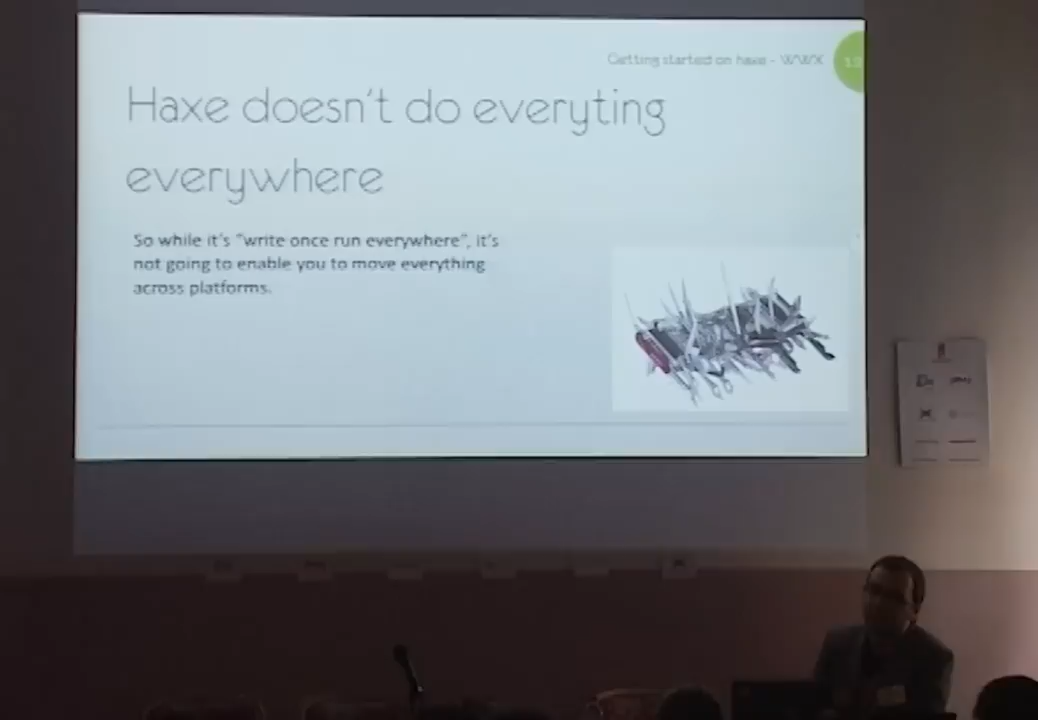 Getting started on haxe - WWX
13
Haxe doesn't do everyting
everywhere
So while it's "write once run everywhere", it's
not going to enable you to move everything
across platforms.